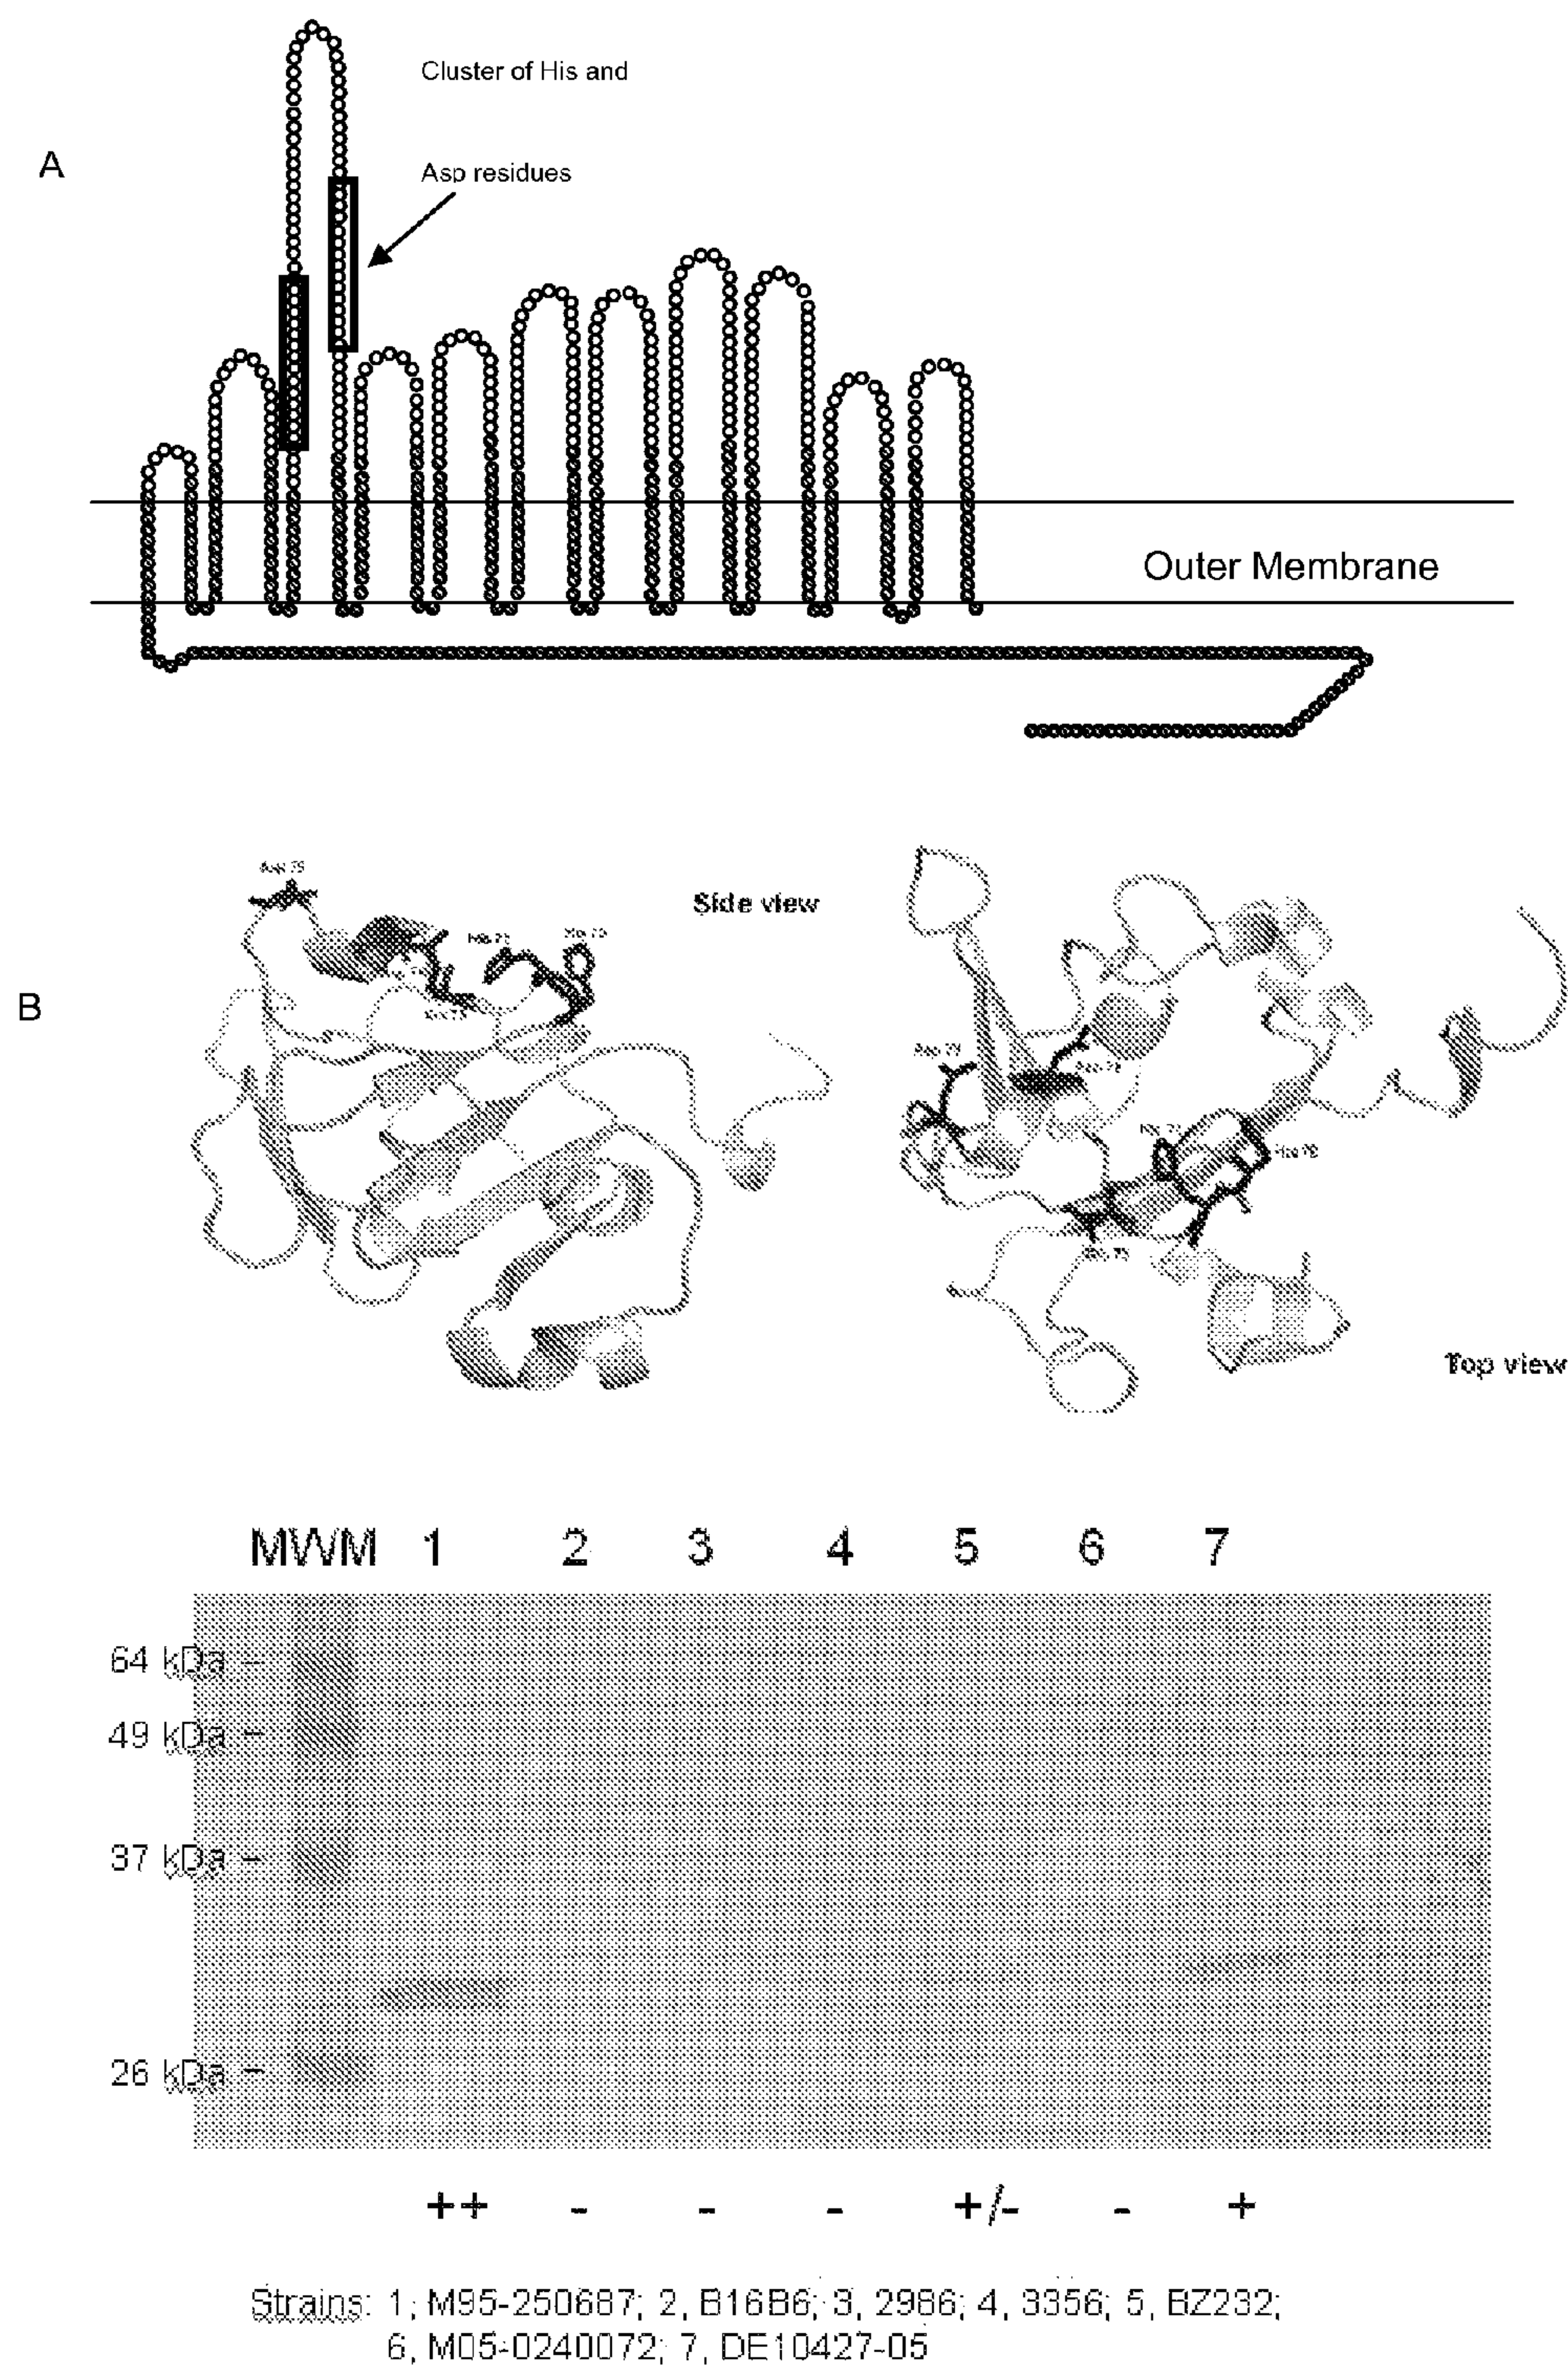 A
Cluster of His and
Asp residues
Outer Membrane
B
Side view
Top view
MWM 1 2 3 4 5 6 7
64 kDa –
49 kDa –
37 kDa –
26 kDa –
++ - - - +/- - +
Strains: 1, M95-250687; 2, B16B6; 3, 2986; 4, 3356; 5, BZ232;
6, M05-0240072; 7, DE10427-05